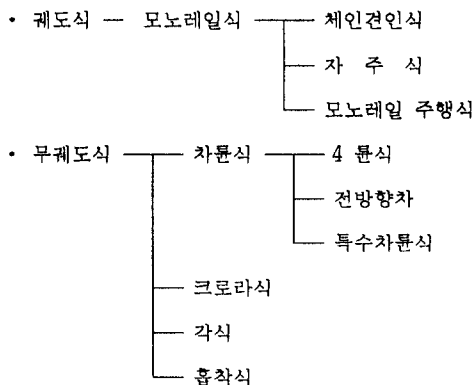 • 궤도식 — 모노레일식 — 체인견인식
자 주 식
모노레일 주행식
• 무궤도식 — 차륜식 — 4 륜식
전방향차
특수차륜식
크로라식
각식
흡착식